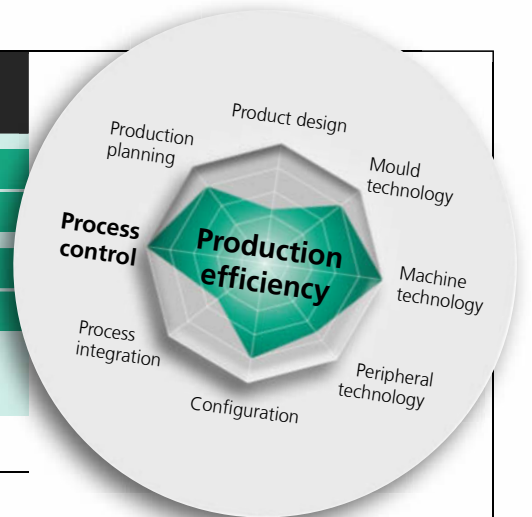 Product design
Production
planning
Mould
technology
Process
control
Production
efficiency
Machine
technology
Process
integration
Peripheral
technology
Configuration